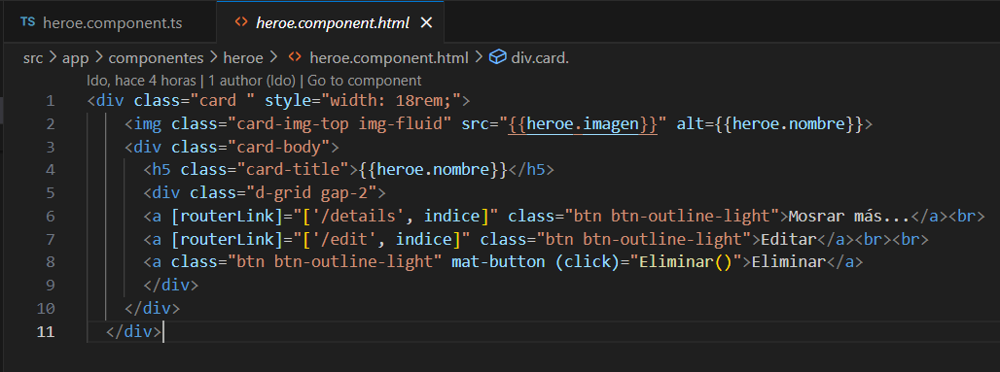 TS heroe.component.ts <> heroe.component.html ×
src > app > componentes > heroe > <> heroe.component.html > div.card.
Ido, hace 4 horas | 1 author (Ido) | Go to component
1 <div class="card " style="width: 18rem;">
2 <img class="card-img-top img-fluid" src="{{heroe.imagen}}" alt={{heroe.nombre}}>
3 <div class="card-body">
4 <h5 class="card-title">{{heroe.nombre}}</h5>
5 <div class="d-grid gap-2">
6 <a [routerLink]="['/details', indice]" class="btn btn-outline-light">Mosrar más...</a><br>
7 <a [routerLink]="['/edit', indice]" class="btn btn-outline-light">Editar</a><br><br>
8 <a class="btn btn-outline-light" mat-button (click)="Eliminar()">Eliminar</a>
9 </div>
10 </div>
11 </div>